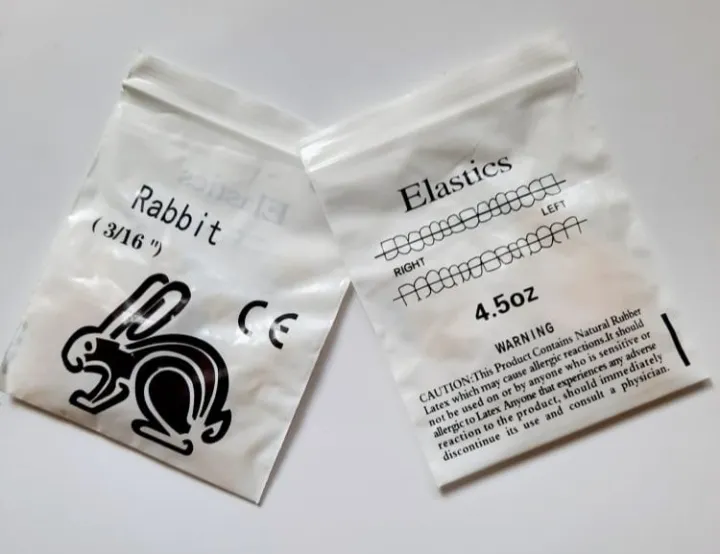 Rabbit
( 3/16 ")
CE
Elastics
LEFT
RIGHT
4.5oz
WARNING
CAUTION:This Product Contains Natural Rubber
Latex which may cause allergic reactions.It should
not be used on or by anyone who is sensitive or
allergic to Latex Anyone that experiences any adverse
reaction to the product, should immediately
discontinue its use and consult a physician.